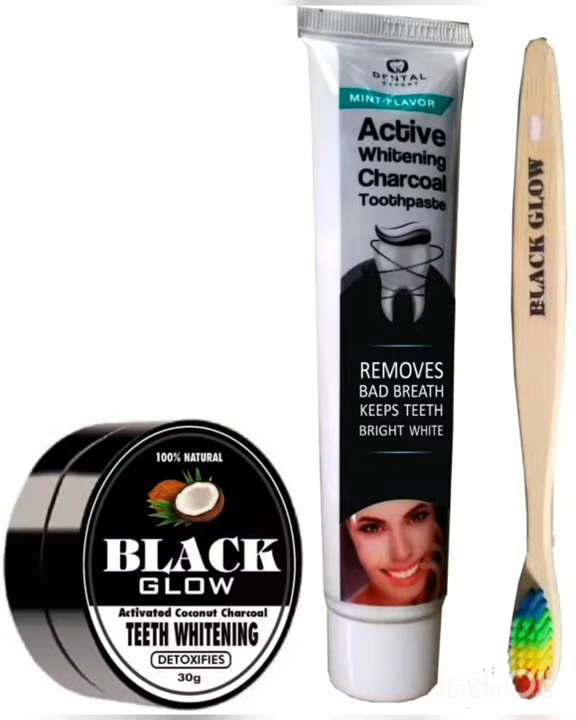 DENTAL
EXPERT
MINT-FLAVOR
Active
Whitening
Charcoal
Toothpaste
REMOVES
BAD BREATH
KEEPS TEETH
BRIGHT WHITE
BLACK GLOW
100% NATURAL
BLACK
GLOW
Activated Coconut Charcoal
TEETH WHITENING
DETOXIFIES
30g